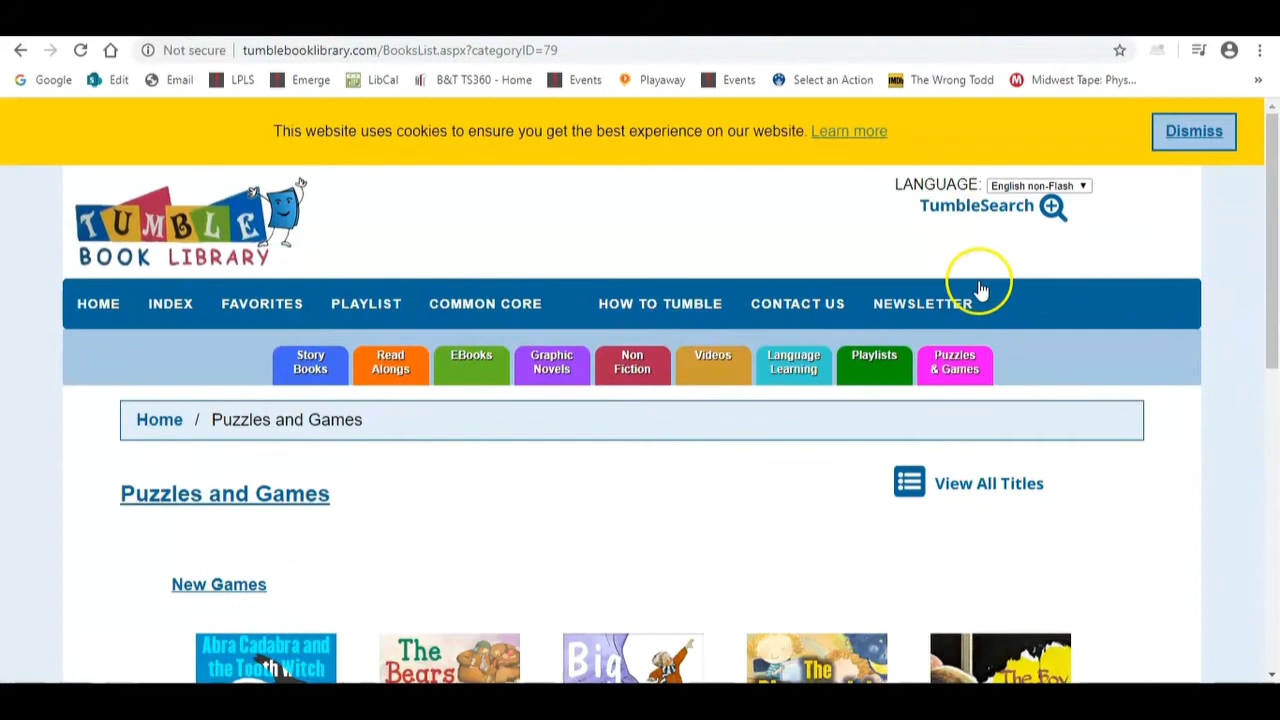 Not secure tumblebooklibrary.com/BooksList.aspx?categoryID=79
Google Edit Email LPLS Emerge LibCal B&T TS360 - Home Events Playaway Events Select an Action IMDb The Wrong Todd M Midwest Tape: Phys... »
This website uses cookies to ensure you get the best experience on our website. Learn more Dismiss
TUMBLE
BOOK LIBRARY
LANGUAGE: English non-Flash
TumbleSearch
HOME INDEX FAVORITES PLAYLIST COMMON CORE HOW TO TUMBLE CONTACT US NEWSLETTER
Story Books
Read Alongs
EBooks
Graphic Novels
Non Fiction
Videos
Language Learning
Playlists
Puzzles & Games
Home / Puzzles and Games
Puzzles and Games
View All Titles
New Games
Abra Cadabra and
the Tooth Witch
The
Bears
Big
The
The Boy